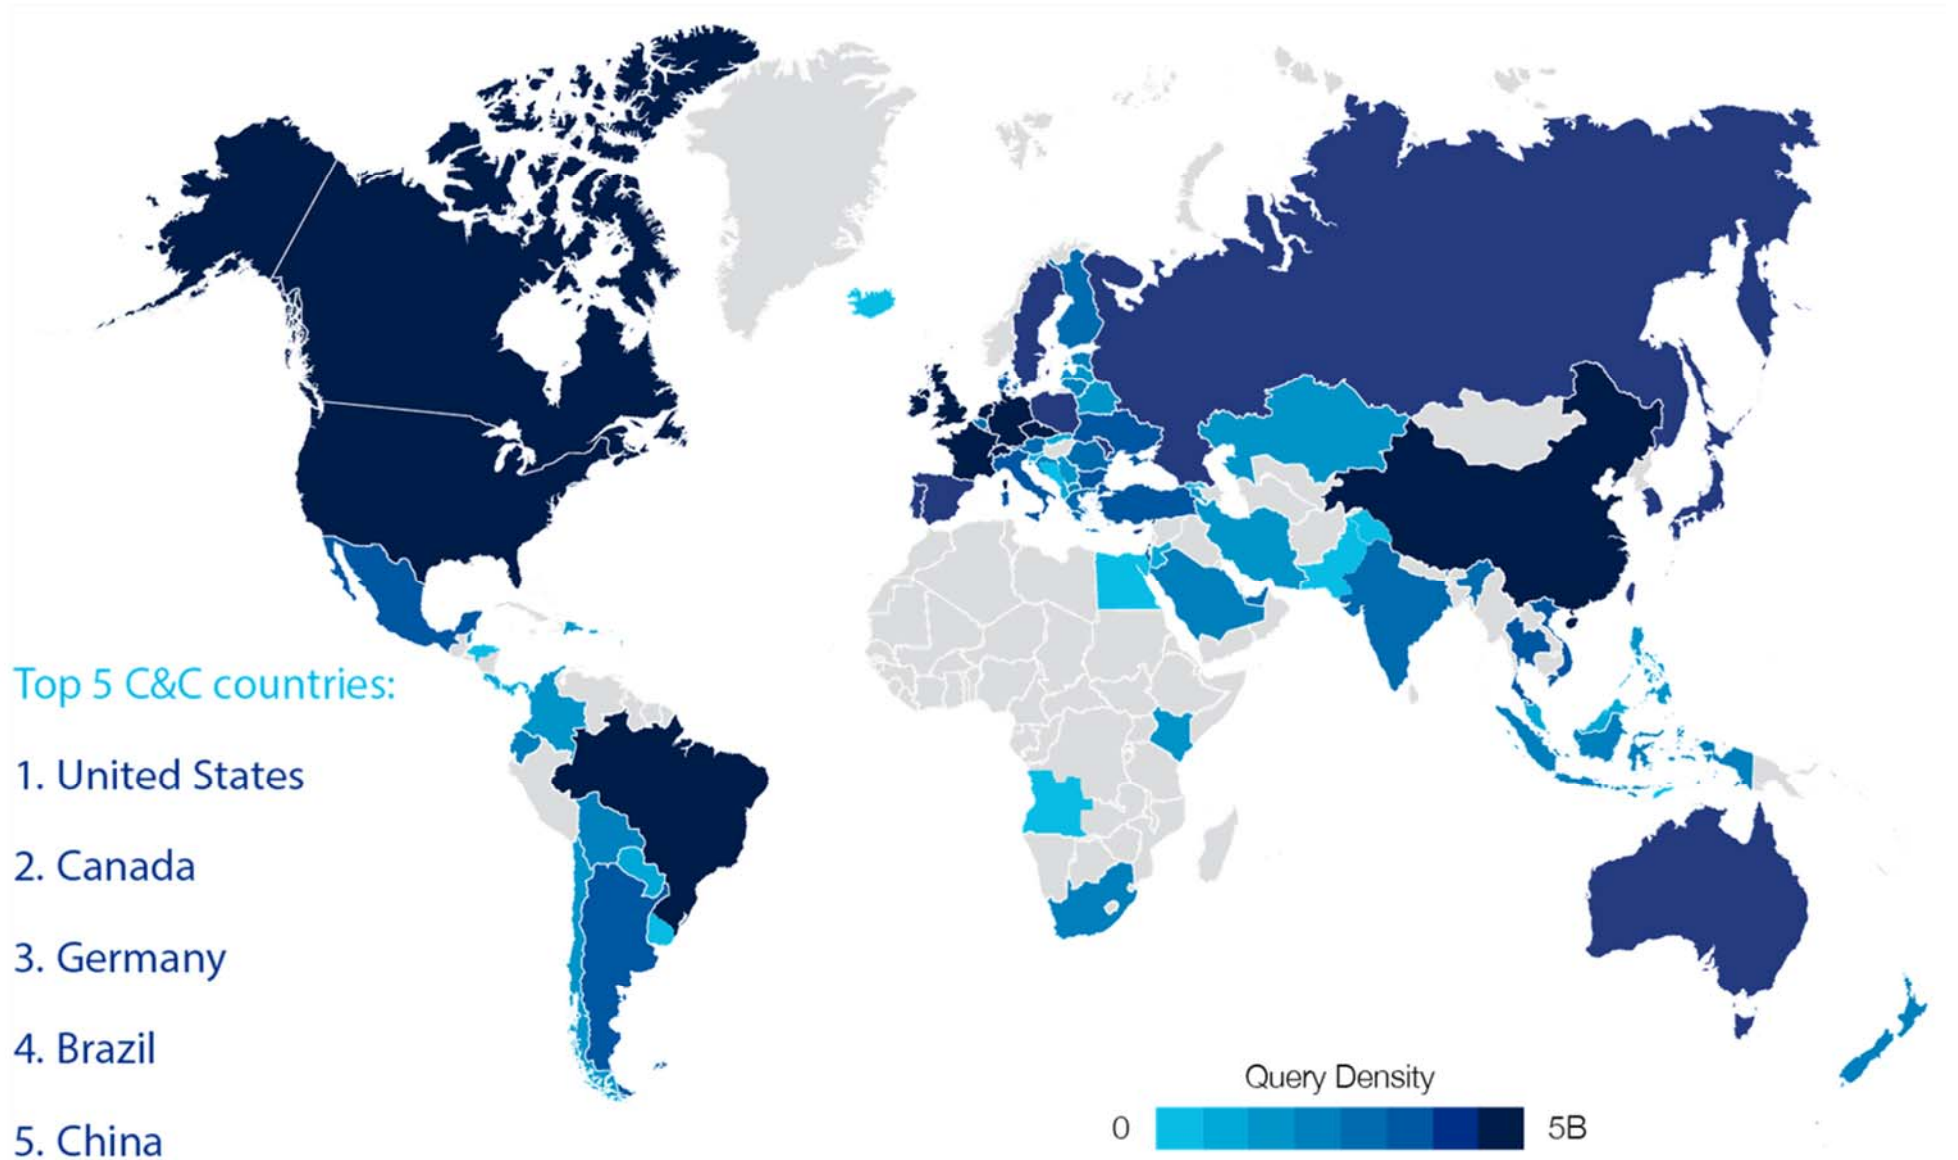 Top 5 C&C countries:
1. United States
2. Canada
3. Germany
4. Brazil
5. China
Query Density
0 5B